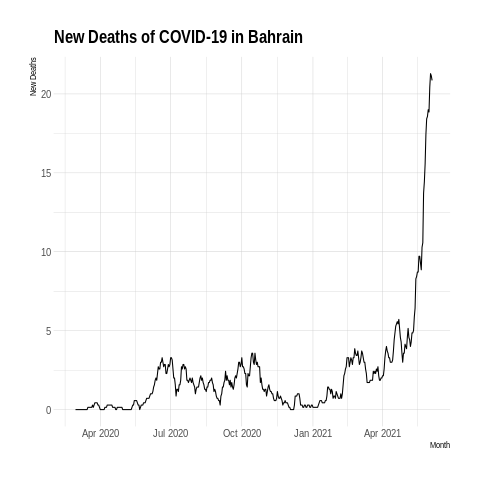 New Deaths of COVID-19 in Bahrain
New Deaths
20
15
10
5
0
Apr 2020 Jul 2020 Oct 2020 Jan 2021 Apr 2021
Month